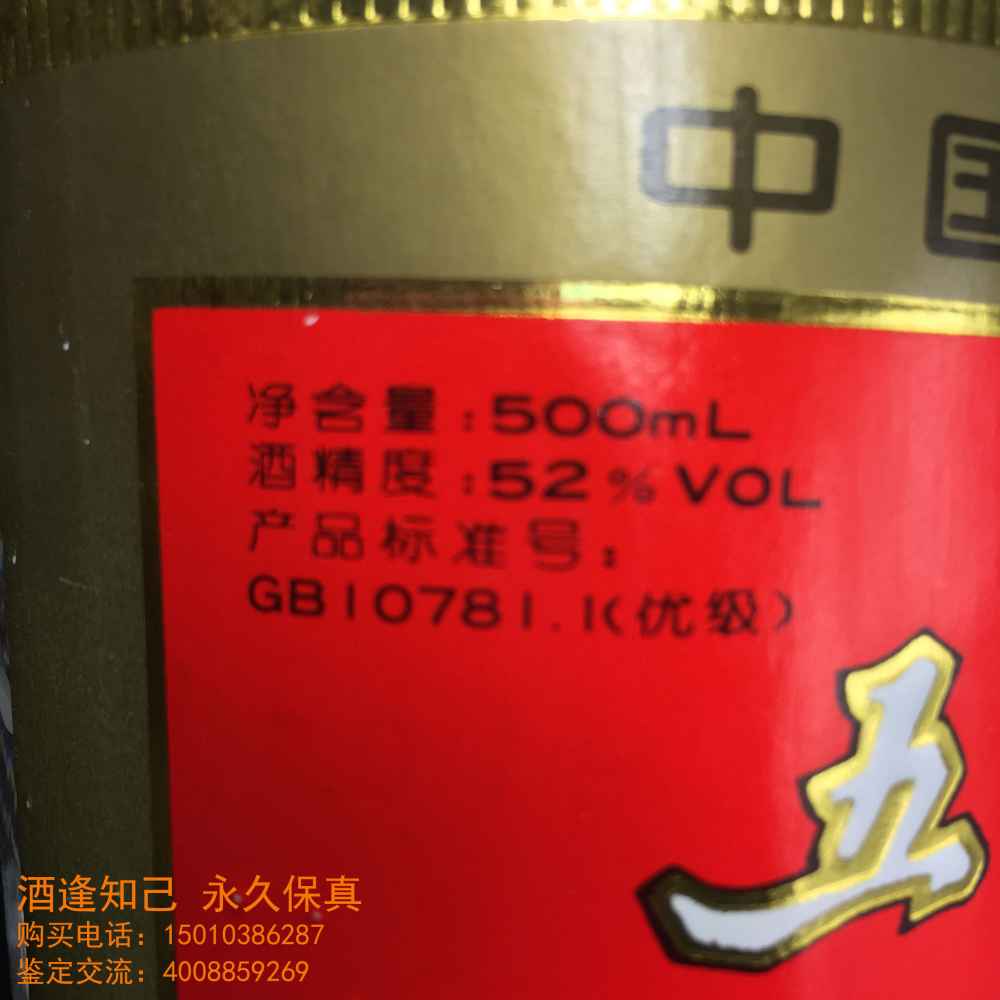 中国
净含量:500mL
酒精度:52%VOL
产品标准号:
GB10781.1(优级)
五
酒逢知己 永久保真
购买电话：15010386287
鉴定交流：4008859269